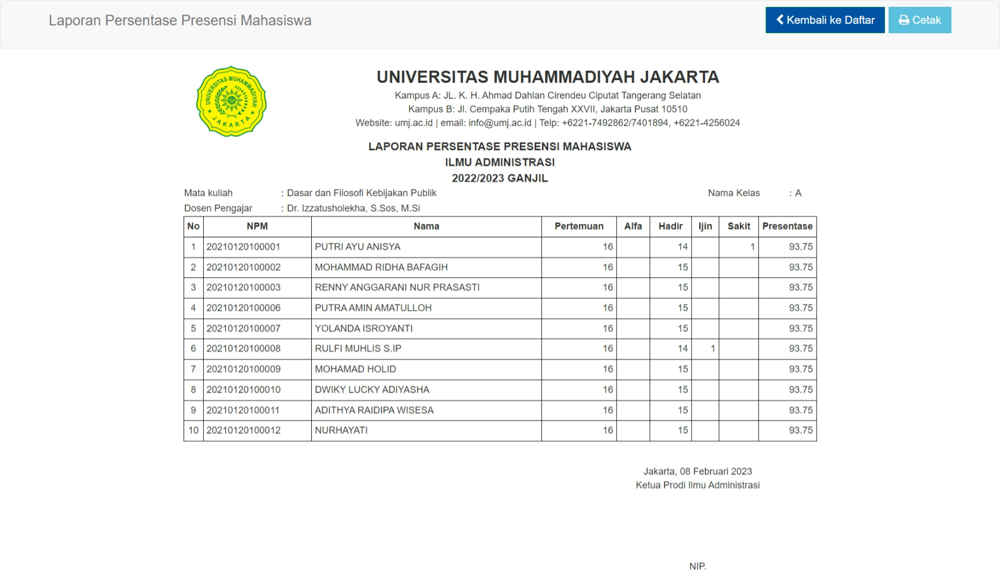 Laporan Persentase Presensi Mahasiswa
Kembali ke Daftar
Cetak
UNIVERSITAS MUHAMMADIYAH
JAKARTA
UNIVERSITAS MUHAMMADIYAH JAKARTA
Kampus A: JL. K. H. Ahmad Dahlan Cirendeu Ciputat Tangerang Selatan
Kampus B: Jl. Cempaka Putih Tengah XXVII, Jakarta Pusat 10510
Website: umj.ac.id | email: info@umj.ac.id | Telp: +6221-7492862/7401894, +6221-4256024
LAPORAN PERSENTASE PRESENSI MAHASISWA
ILMU ADMINISTRASI
2022/2023 GANJIL
Mata kuliah : Dasar dan Filosofi Kebijakan Publik Nama Kelas : A
Dosen Pengajar : Dr. Izzatusholekha, S.Sos, M.Si
No NPM Nama Pertemuan Alfa Hadir Ijin Sakit Presentase
1 20210120100001 PUTRI AYU ANISYA 16 14 1 93.75
2 20210120100002 MOHAMMAD RIDHA BAFAGIH 16 15 93.75
3 20210120100003 RENNY ANGGARANI NUR PRASASTI 16 15 93.75
4 20210120100006 PUTRA AMIN AMATULLOH 16 15 93.75
5 20210120100007 YOLANDA ISROYANTI 16 15 93.75
6 20210120100008 RULFI MUHLIS S.IP 16 14 1 93.75
7 20210120100009 MOHAMAD HOLID 16 15 93.75
8 20210120100010 DWIKY LUCKY ADIYASHA 16 15 93.75
9 20210120100011 ADITHYA RAIDIPA WISESA 16 15 93.75
10 20210120100012 NURHAYATI 16 15 93.75
Jakarta, 08 Februari 2023
Ketua Prodi Ilmu Administrasi
NIP.